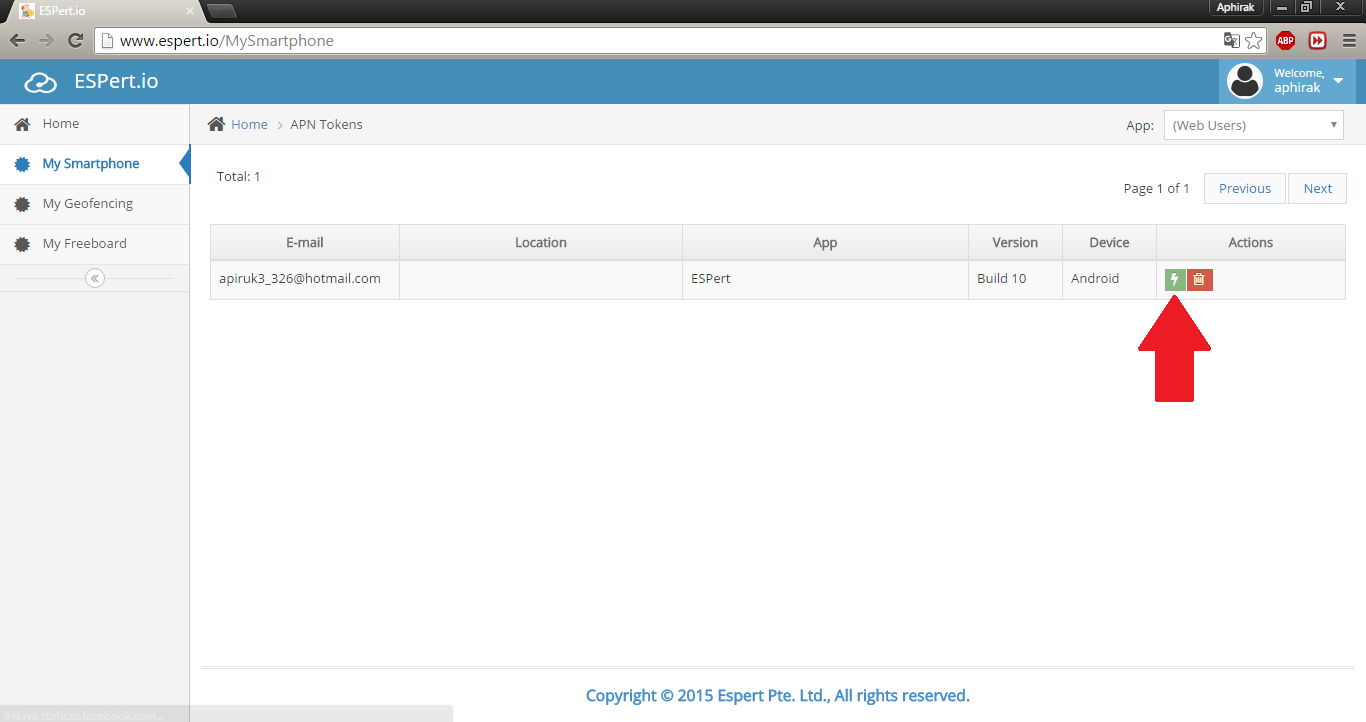 ESPert.io
Aphirak
www.espert.io/MySmartphone
ABP
ESPert.io
Welcome,
aphirak
Home
My Smartphone
My Geofencing
My Freeboard
Home > APN Tokens
App: (Web Users)
Total: 1
Page 1 of 1 Previous Next
E-mail Location App Version Device Actions
apiruk3_326@hotmail.com ESPert Build 10 Android
Copyright © 2015 Espert Pte. Ltd., All rights reserved.